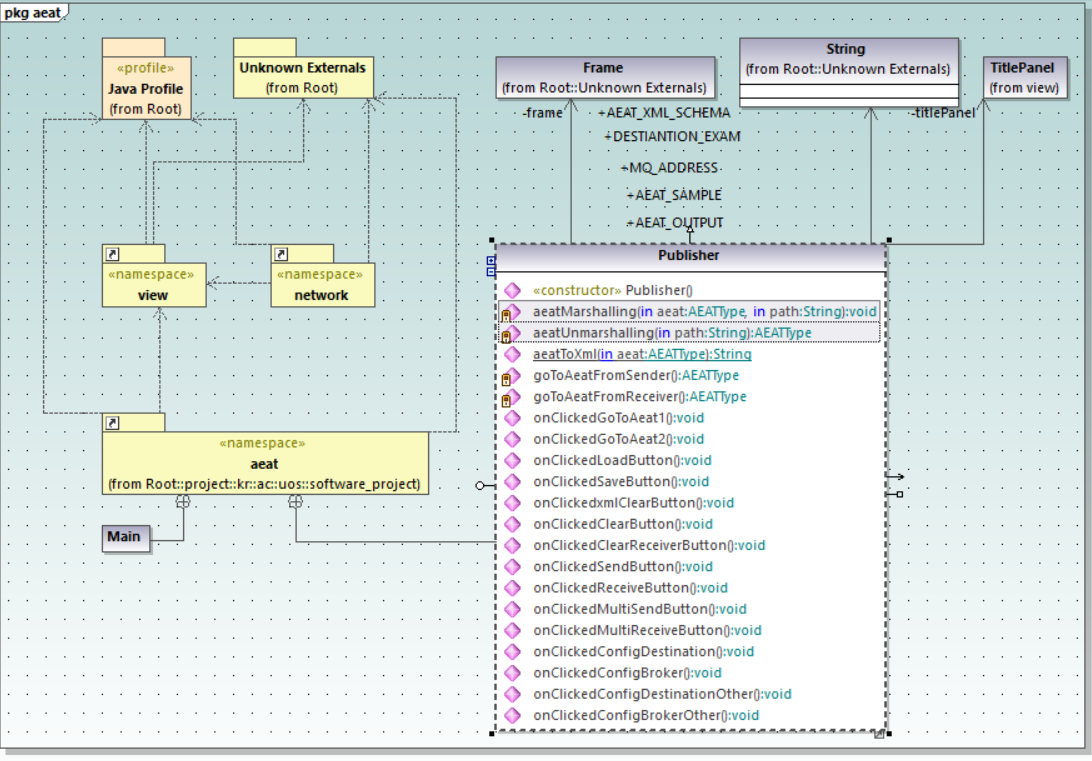 pkg aeat
«profile»
Java Profile
(from Root)
Unknown Externals
(from Root)
Frame
(from Root::Unknown Externals)
String
(from Root::Unknown Externals)
TitlePanel
(from view)
-frame
+AEAT_XML_SCHEMA
+DESTIANTION_EXAM
+MQ_ADDRESS
+AEAT_SAMPLE
+AEAT_OUTPUT
-titlePanel
«namespace»
view
«namespace»
network
«namespace»
aeat
(from Root::project::kr::ac::uos::software_project)
Main
Publisher
«constructor» Publisher()
aeatMarshalling(in aeat:AEATType, in path:String):void
aeatUnmarshalling(in path:String):AEATType
aeatToXml(in aeat:AEATType):String
goToAeatFromSender():AEATType
goToAeatFromReceiver():AEATType
onClickedGoToAeat1():void
onClickedGoToAeat2():void
onClickedLoadButton():void
onClickedSaveButton():void
onClickedxmlClearButton():void
onClickedClearButton():void
onClickedClearReceiverButton():void
onClickedSendButton():void
onClickedReceiveButton():void
onClickedMultiSendButton():void
onClickedMultiReceiveButton():void
onClickedConfigDestination():void
onClickedConfigBroker():void
onClickedConfigDestinationOther():void
onClickedConfigBrokerOther():void